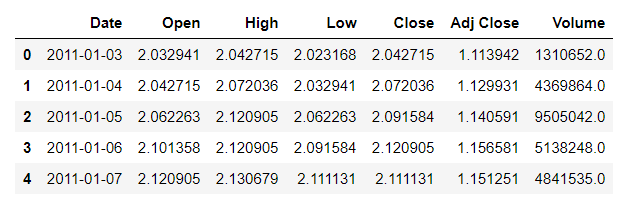 Date Open High Low Close Adj Close Volume
0 2011-01-03 2.032941 2.042715 2.023168 2.042715 1.113942 1310652.0
1 2011-01-04 2.042715 2.072036 2.032941 2.072036 1.129931 4369864.0
2 2011-01-05 2.062263 2.120905 2.062263 2.091584 1.140591 9505042.0
3 2011-01-06 2.101358 2.120905 2.091584 2.120905 1.156581 5138248.0
4 2011-01-07 2.120905 2.130679 2.111131 2.111131 1.151251 4841535.0